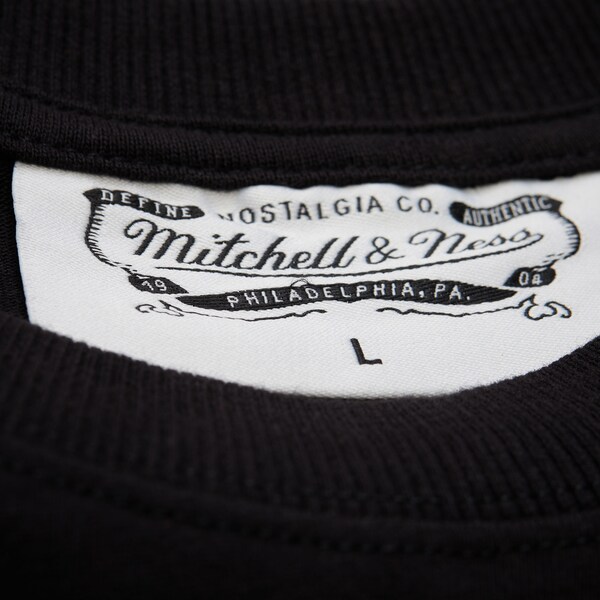 DEFINE NOSTALGIA CO. AUTHENTIC
Mitchell & Ness
19 PHILADELPHIA, PA. 04
L